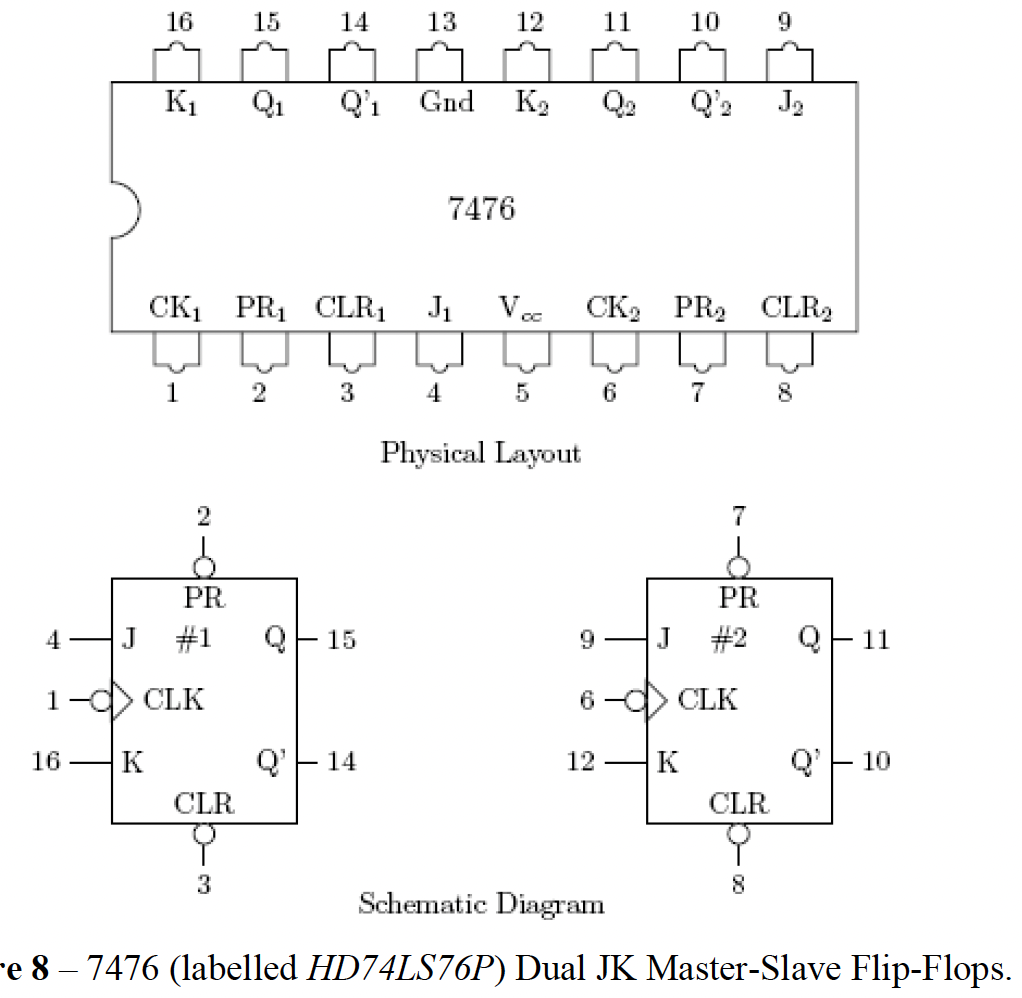 16 15 14 13 12 11 10 9
K₁ Q₁ Q'₁ Gnd K₂ Q₂ Q'₂ J₂
7476
CK₁ PR₁ CLR₁ J₁ V꜀꜀ CK₂ PR₂ CLR₂
1 2 3 4 5 6 7 8
Physical Layout
2 7
PR PR
4 J #1 Q 15 9 J #2 Q 11
1 CLK 6 CLK
16 K Q' 14 12 K Q' 10
CLR CLR
3 8
Schematic Diagram
re 8 – 7476 (labelled HD74LS76P) Dual JK Master-Slave Flip-Flops.